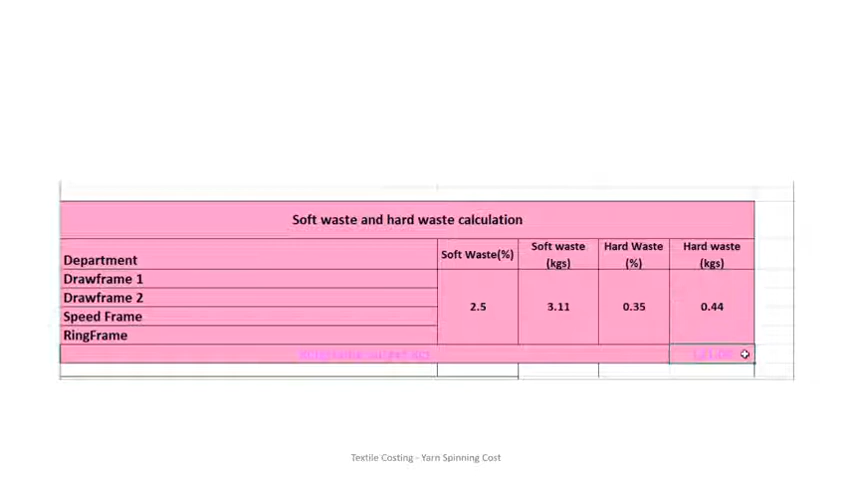 Soft waste and hard waste calculation
Department
Soft Waste(%)
Soft waste (kgs)
Hard Waste (%)
Hard waste (kgs)
Drawframe 1
Drawframe 2
Speed Frame
RingFrame
2.5
3.11
0.35
0.44
Textile Costing - Yarn Spinning Cost